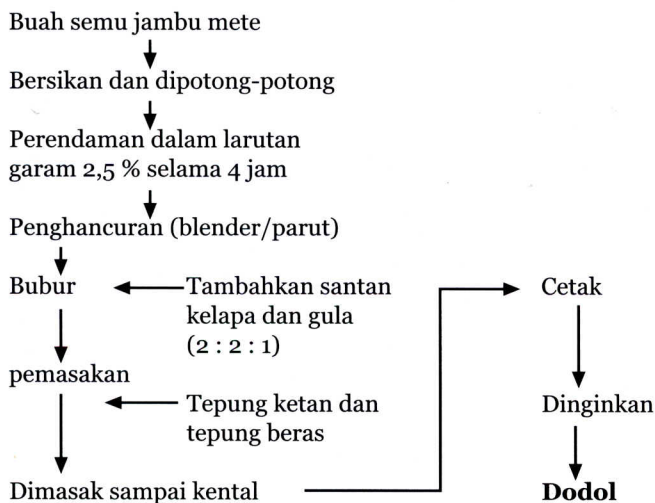 Buah semu jambu mete
Bersikan dan dipotong-potong
Perendaman dalam larutan
garam 2,5 % selama 4 jam
Penghancuran (blender/parut)
Bubur
Tambahkan santan
kelapa dan gula
(2 : 2 : 1)
pemasakan
Tepung ketan dan
tepung beras
Dimasak sampai kental
Cetak
Dinginkan
Dodol